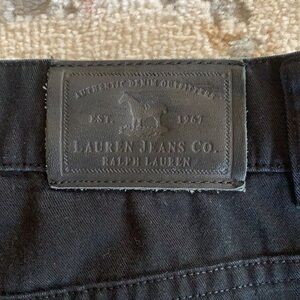 AUTHENTIC DENIM OUTFITTERS
EST. 1967
LAUREN JEANS CO.
RALPH LAUREN